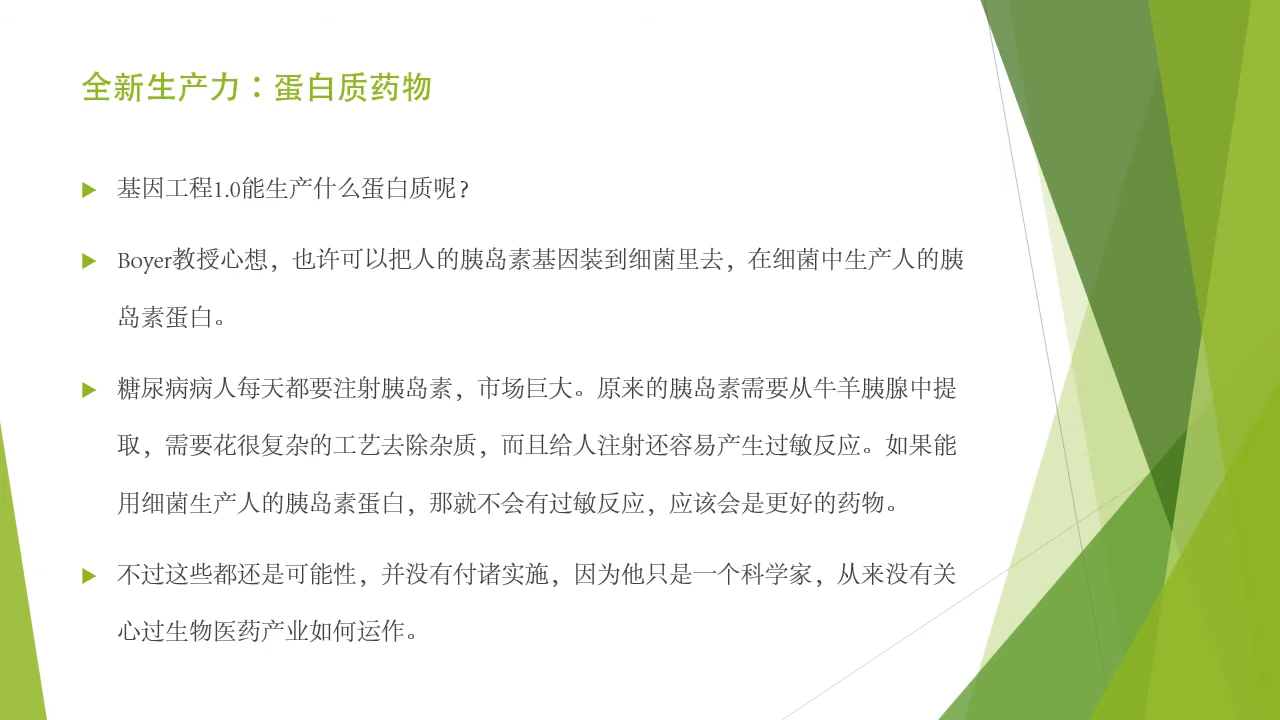 全新生产力：蛋白质药物
基因工程1.0能生产什么蛋白质呢？
Boyer教授心想，也许可以把人的胰岛素基因装到细菌里去，在细菌中生产人的胰
岛素蛋白。
糖尿病病人每天都要注射胰岛素，市场巨大。原来的胰岛素需要从牛羊胰腺中提
取，需要花很复杂的工艺去除杂质，而且给人注射还容易产生过敏反应。如果能
用细菌生产人的胰岛素蛋白，那就不会有过敏反应，应该会是更好的药物。
不过这些都还是可能性，并没有付诸实施，因为他只是一个科学家，从来没有关
心过生物医药产业如何运作。